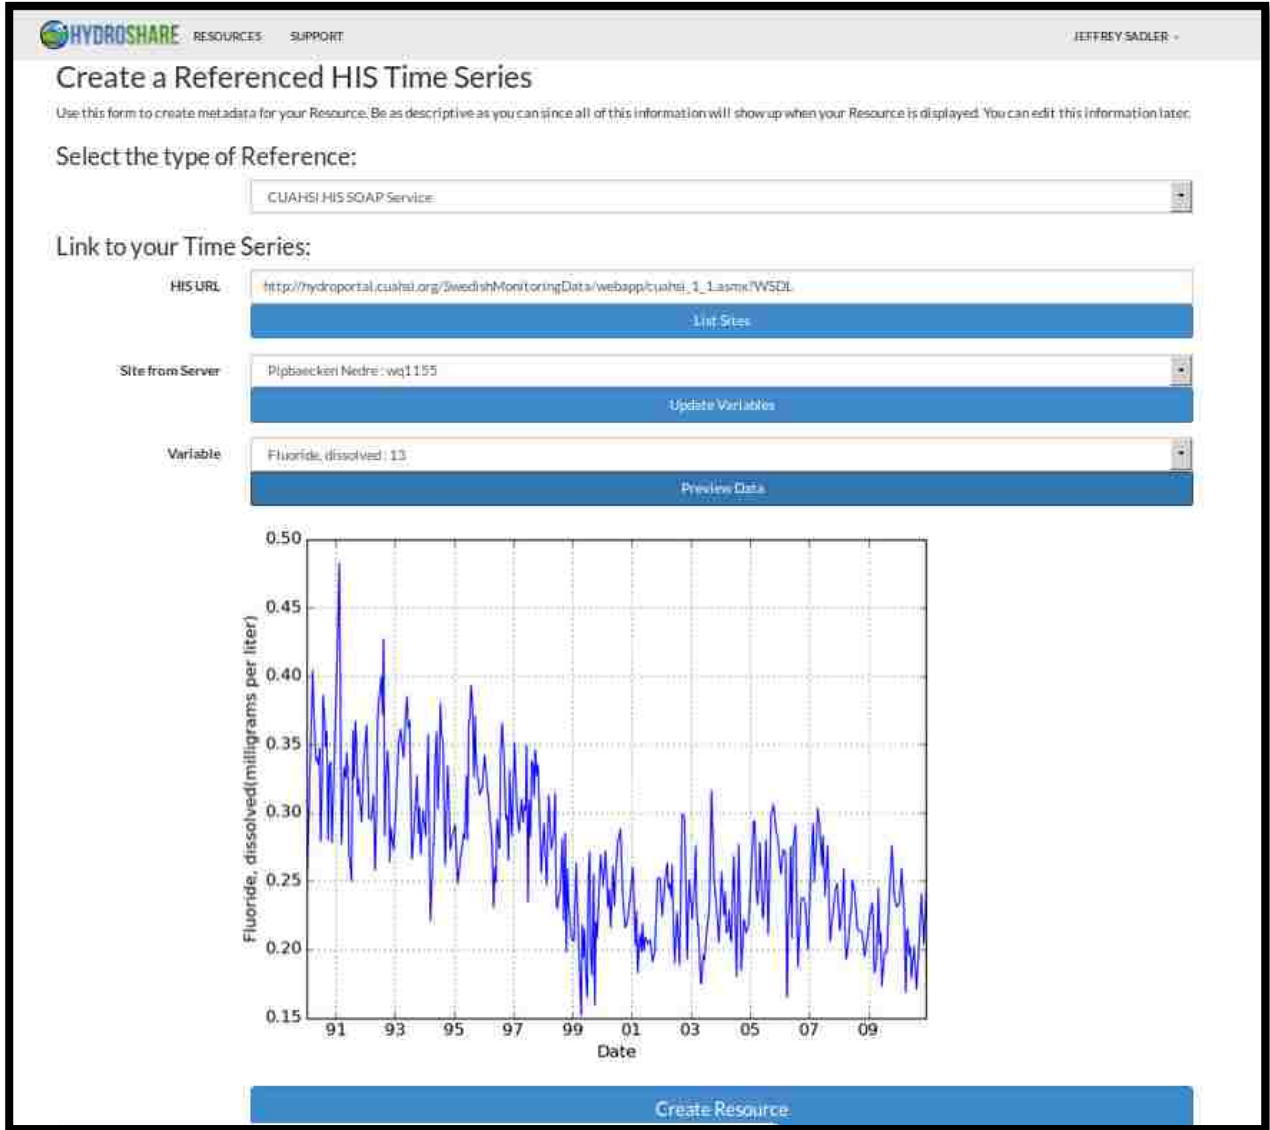 HYDROSHARE RESOURCES SUPPORT JEFFREY SADLER
Create a Referenced HIS Time Series
Use this form to create metadata for your Resource. Be as descriptive as you can since all of this information will show up when your Resource is displayed. You can edit this information later.
Select the type of Reference:
CUAHSI HIS SOAP Service
Link to your Time Series:
HIS URL http://hydroportal.cuahsi.org/SwedishMonitoringData/webapp/cuahsi_1_1.asmx?WSDL
List Sites
Site from Server Pipbaecken Nedre : wq1155
Update Variables
Variable Fluoride, dissolved : 13
Preview Data
0.50
0.45
0.40
0.35
0.30
0.25
0.20
0.15
Fluoride, dissolved(milligrams per liter)
91 93 95 97 99 01 03 05 07 09
Date
Create Resource